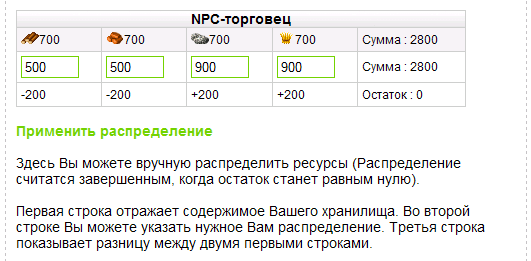 NPC-торговец
700 700 700 700 Сумма : 2800
500 500 900 900 Сумма : 2800
-200 -200 +200 +200 Остаток : 0
Применить распределение
Здесь Вы можете вручную распределить ресурсы (Распределение
считатся завершенным, когда остаток станет равным нулю).
Первая строка отражает содержимое Вашего хранилища. Во второй
строке Вы можете указать нужное Вам распределение. Третья строка
показывает разницу между двумя первыми строками.